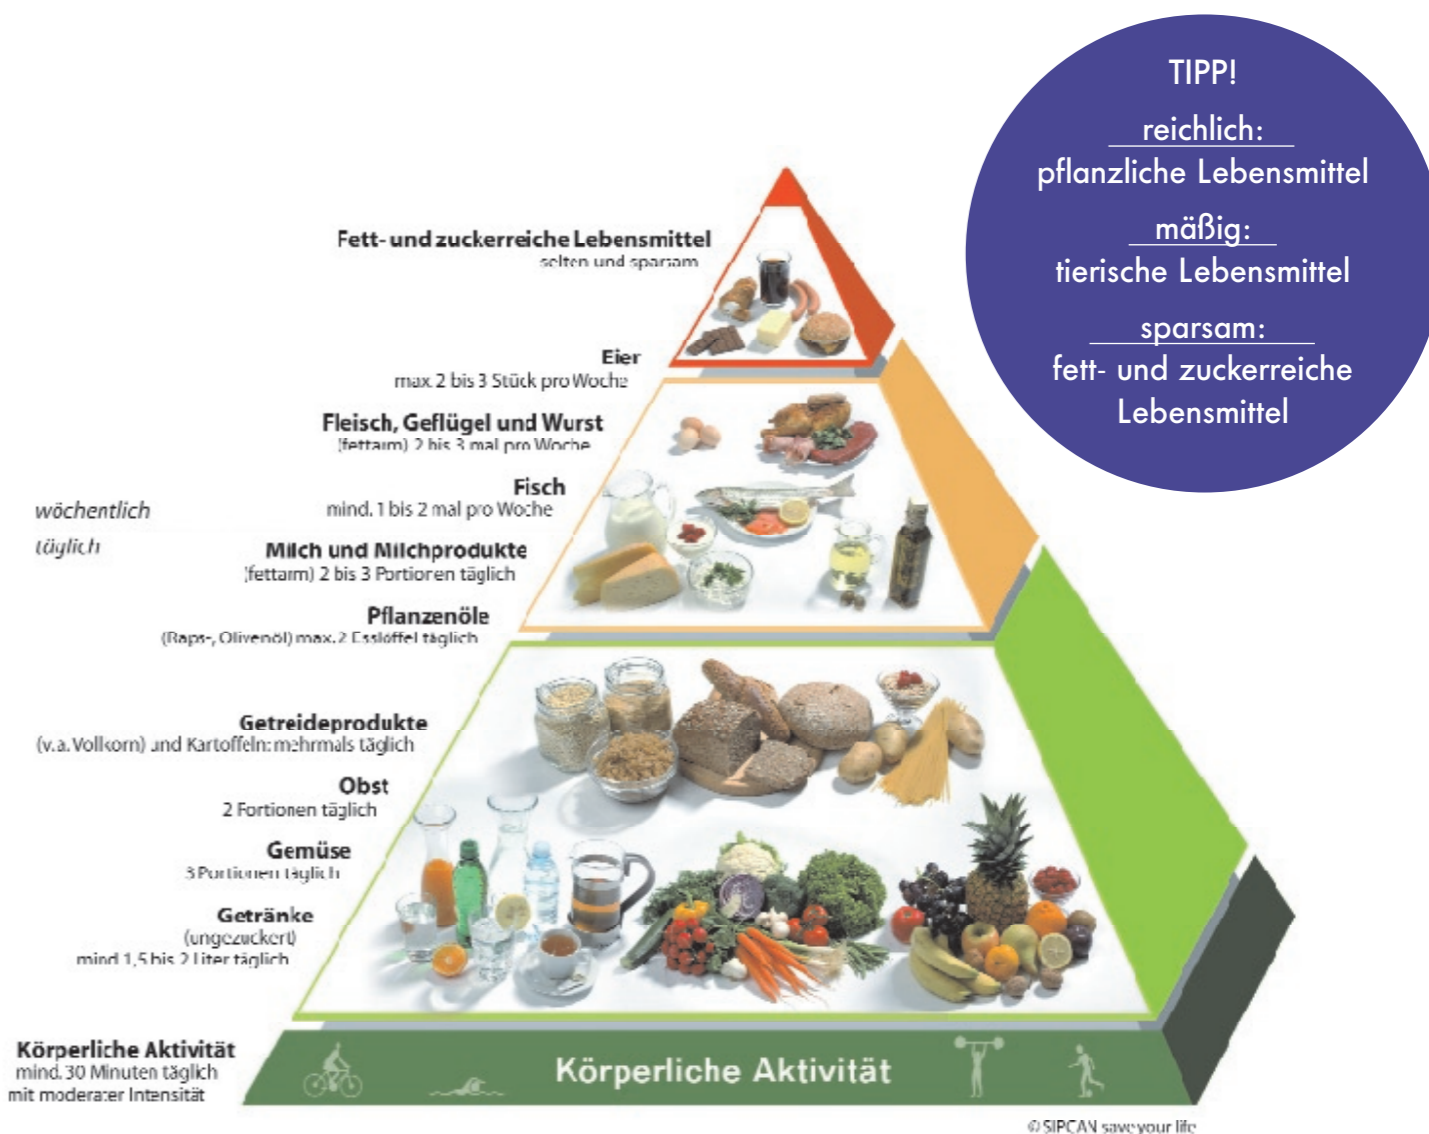 TIPP!
reichlich:
pflanzliche Lebensmittel
mäßig:
tierische Lebensmittel
sparsam:
fett- und zuckerreiche
Lebensmittel
Fett- und zuckerreiche Lebensmittel
selten und sparsam
Eier
max. 2 bis 3 Stück pro Woche
Fleisch, Geflügel und Wurst
(fettarm) 2 bis 3 mal pro Woche
Fisch
mind. 1 bis 2 mal pro Woche
wöchentlich
täglich
Milch und Milchprodukte
(fettarm) 2 bis 3 Portionen täglich
Pflanzenöle
(Raps-, Olivenöl) max. 2 Esslöffel täglich
Getreideprodukte
(v.a. Vollkorn) und Kartoffeln: mehrmals täglich
Obst
2 Portionen täglich
Gemüse
3 Portionen täglich
Getränke
(ungezuckert)
mind 1,5 bis 2 Liter täglich
Körperliche Aktivität
mind. 30 Minuten täglich
mit moderater Intensität
Körperliche Aktivität
© SIPCAN save your life